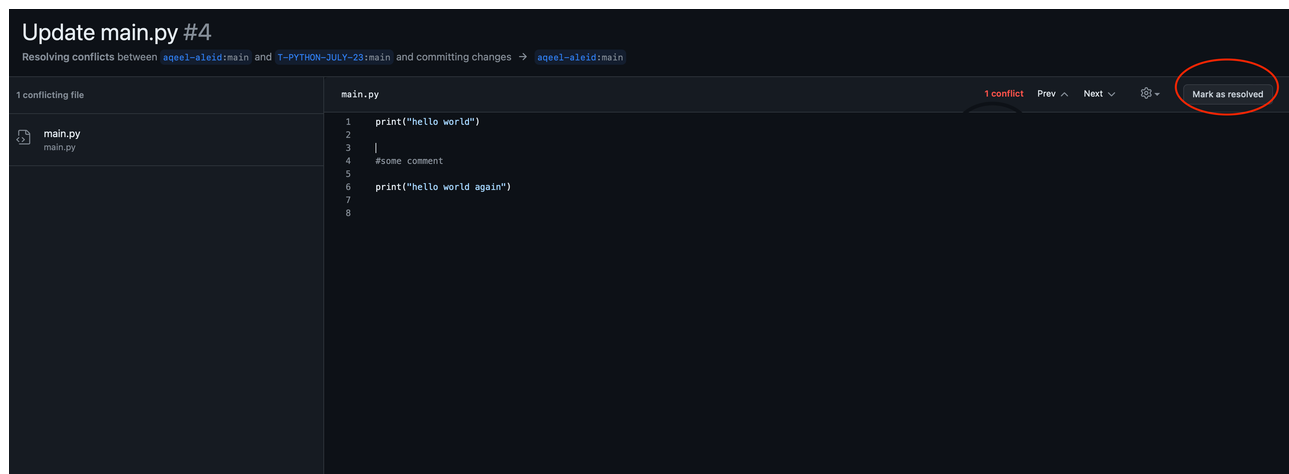 Update main.py #4
Resolving conflicts between aqeel-aleid:main and T-PYTHON-JULY-23:main and committing changes → aqeel-aleid:main
1 conflicting file
main.py
main.py
main.py
1 conflict Prev Next Mark as resolved
1 print("hello world")
2
3
4 #some comment
5
6 print("hello world again")
7
8